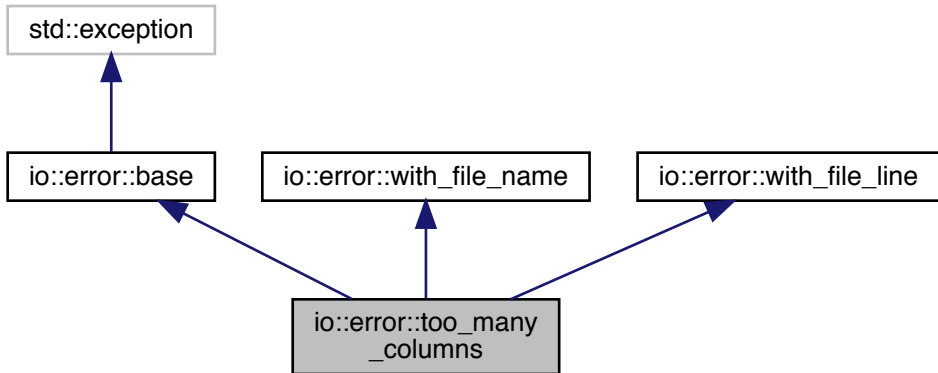 std::exception
io::error::base
io::error::with_file_name
io::error::with_file_line
io::error::too_many
_columns